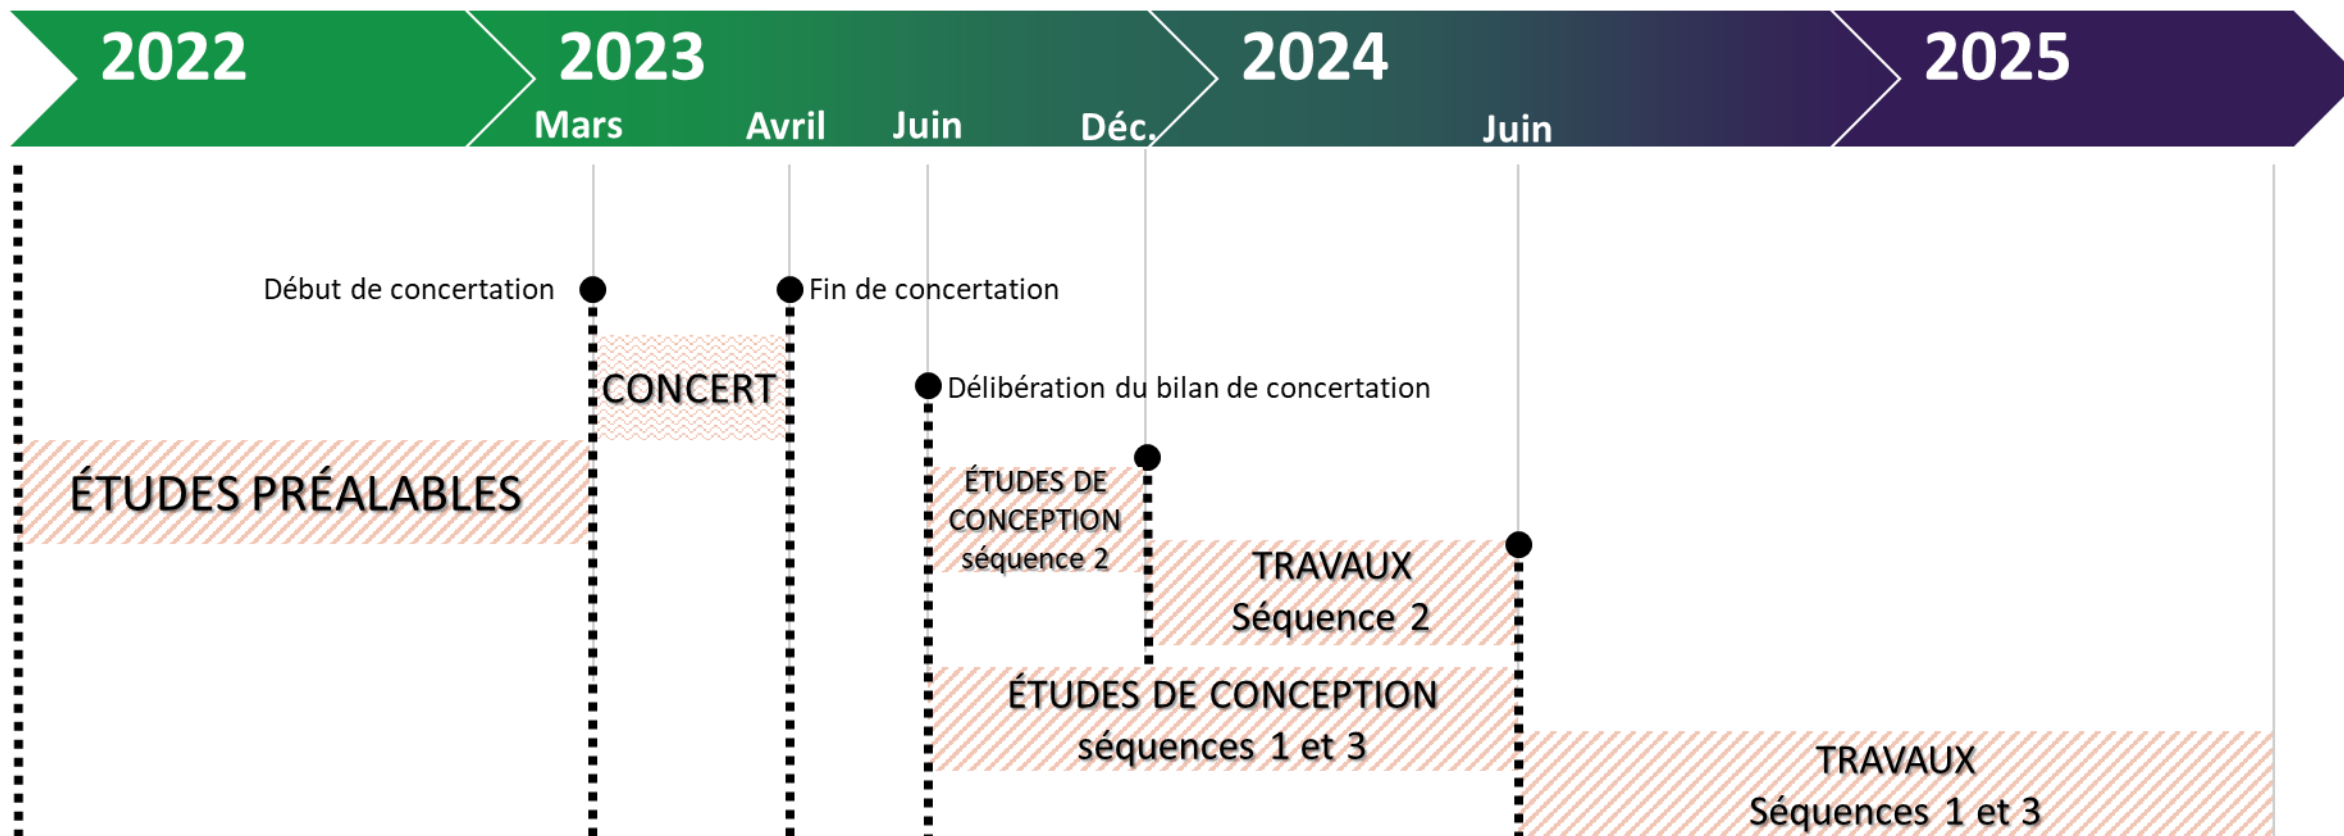 2022
2023
2024
2025
Mars
Avril
Juin
Déc.
Juin
Début de concertation
Fin de concertation
CONCERT
Délibération du bilan de concertation
ÉTUDES PRÉALABLES
ÉTUDES DE
CONCEPTION
séquence 2
TRAVAUX
Séquence 2
ÉTUDES DE CONCEPTION
séquences 1 et 3
TRAVAUX
Séquences 1 et 3